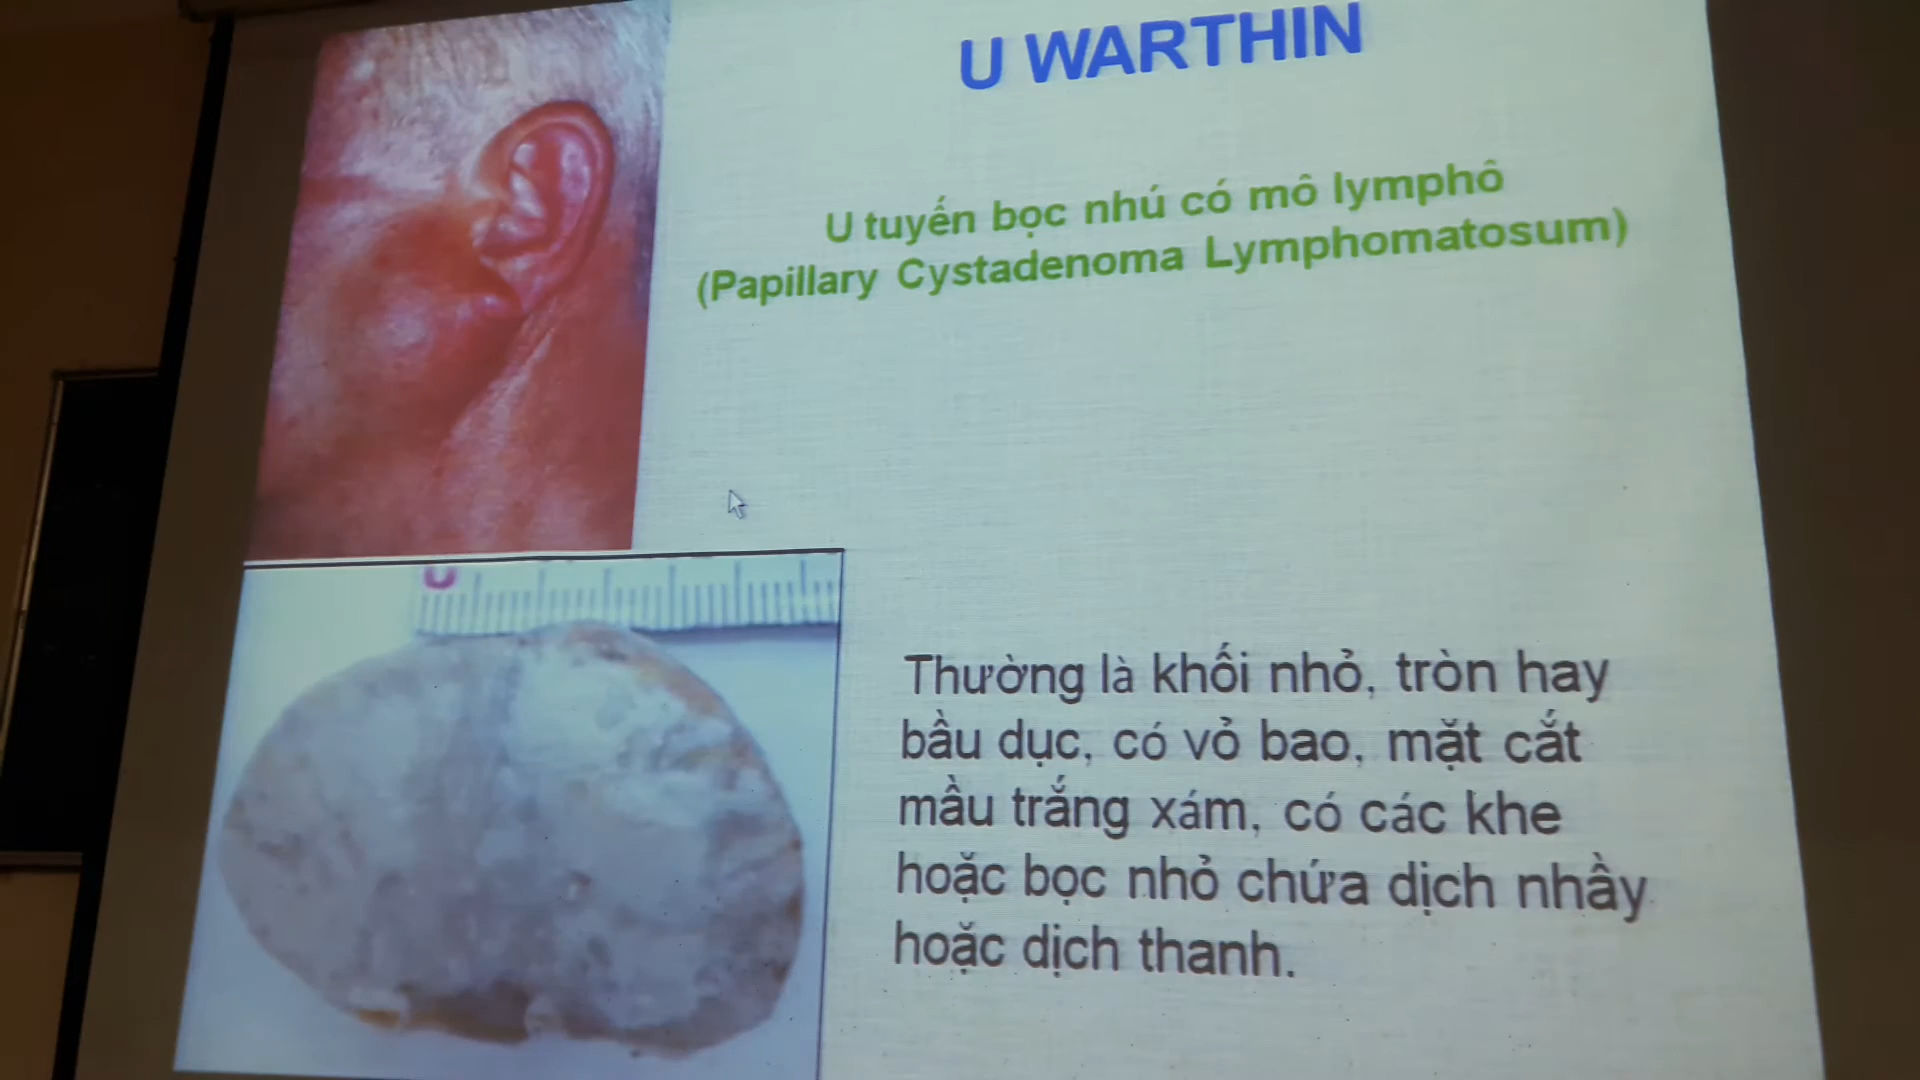 U WARTHIN
U tuyến bọc nhú có mô lymphô
(Papillary Cystadenoma Lymphomatosum)
0
Thường là khối nhỏ, tròn hay
bầu dục, có vỏ bao, mặt cắt
mầu trắng xám, có các khe
hoặc bọc nhỏ chứa dịch nhầy
hoặc dịch thanh.